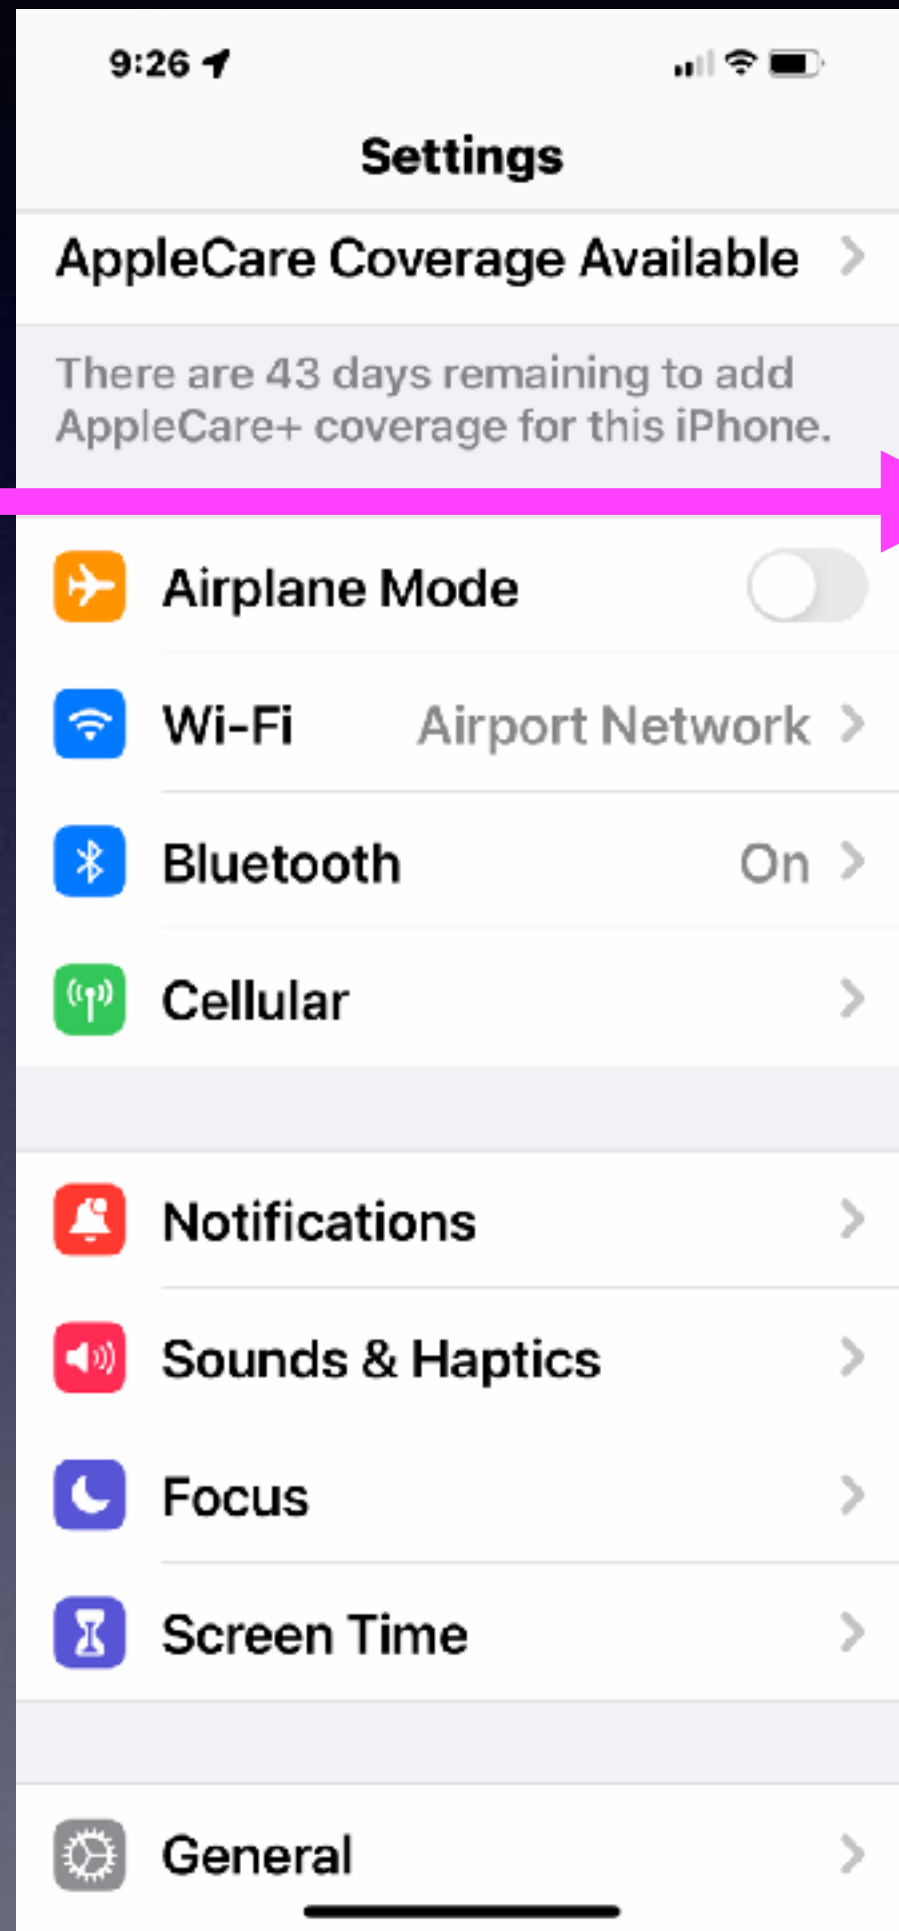 9:26
Settings
AppleCare Coverage Available
There are 43 days remaining to add
AppleCare+ coverage for this iPhone.
Airplane Mode
Wi-Fi Airport Network
Bluetooth On
Cellular
Notifications
Sounds & Haptics
Focus
Screen Time
General